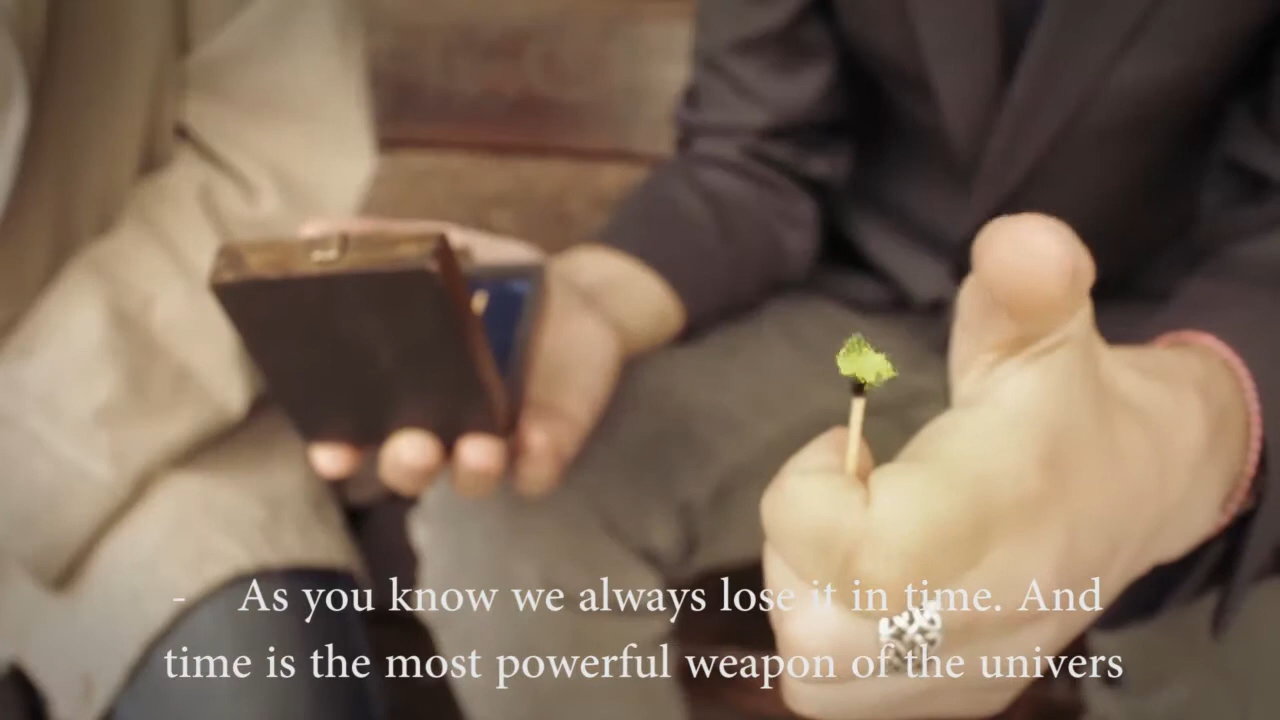 - As you know we always lose it in time. And
time is the most powerful weapon of the univers